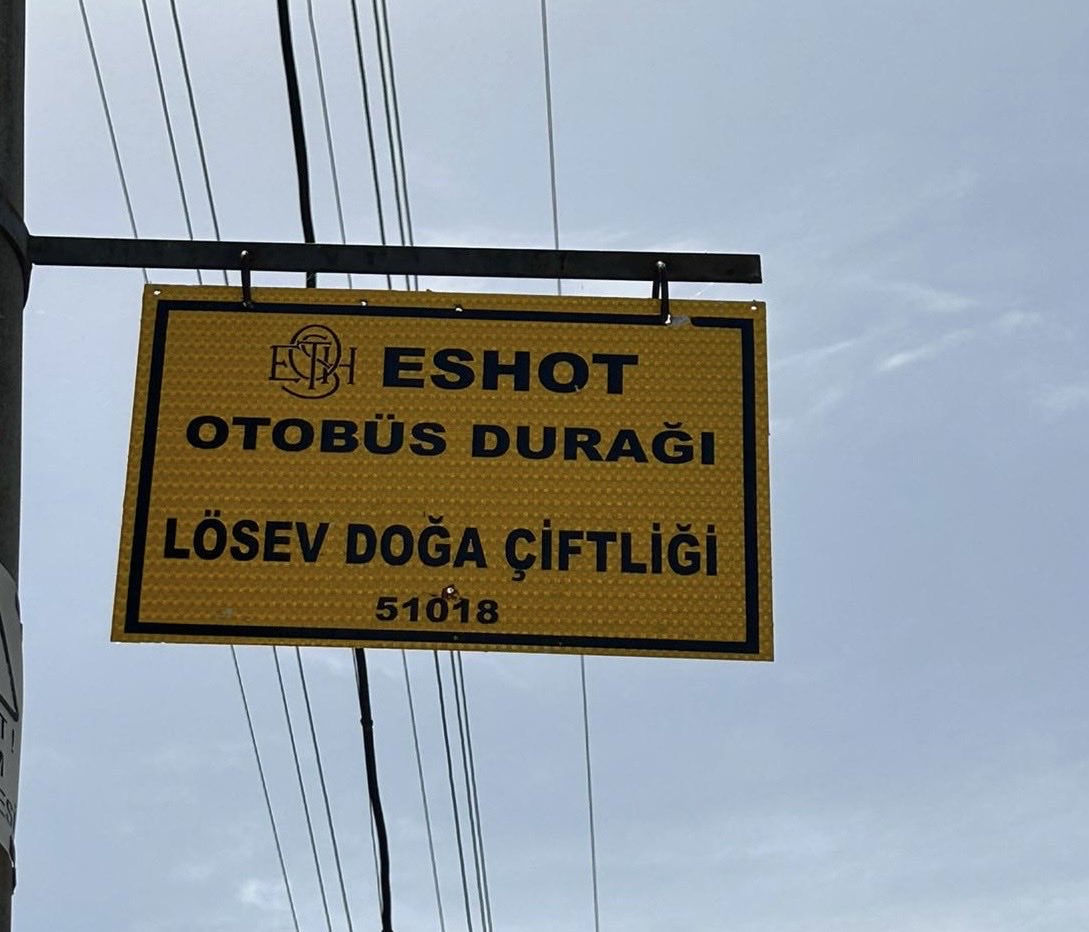 ESHOT
OTOBÜS DURAĞI
LÖSEV DOĞA ÇİFTLİĞİ
51018